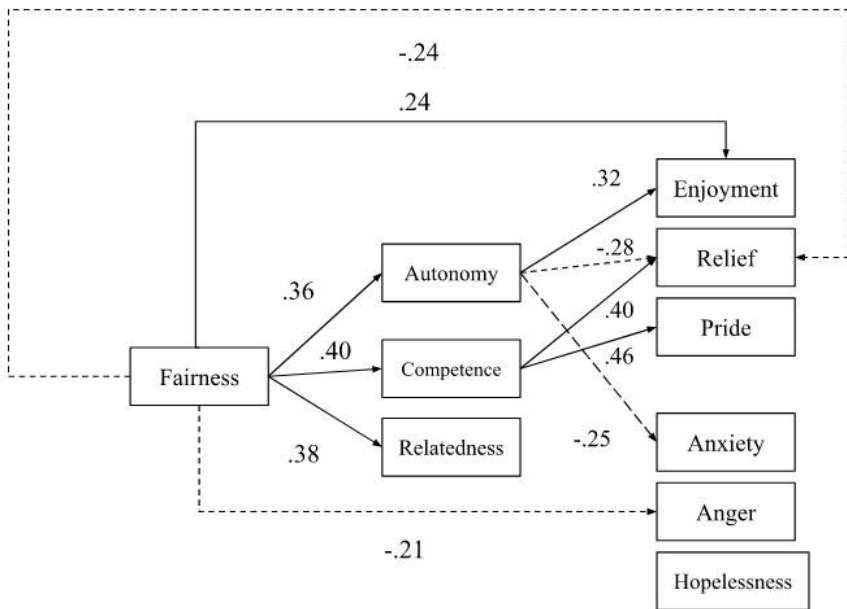 -.24
.24
.32
Enjoyment
-.28
Relief
Autonomy
.36
.40
Pride
.40
.46
Competence
Fairness
.38
Relatedness
-.25
Anxiety
Anger
-.21
Hopelessness